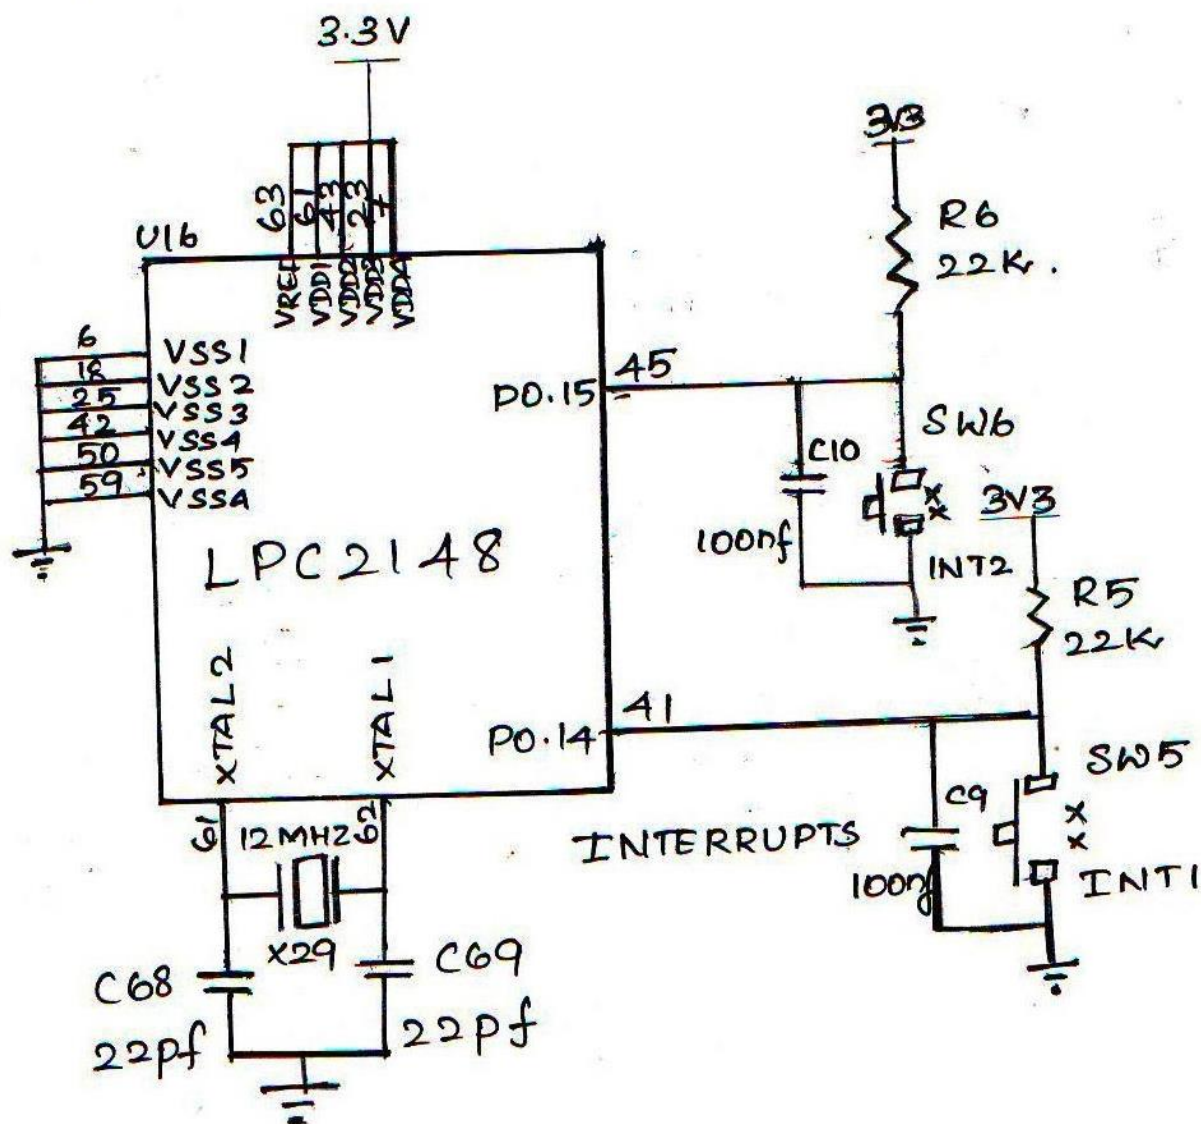 3.3V
3V3
63
61
43
23
7
U16
R6
22K.
VREF
VDD1
VDD2
VDD3
VDDA
6
VSS1
18
VSS2
25
VSS3
42
VSS4
50
VSS5
59
VSSA
P0.15
45
SW6
C10
3V3
100nf
INT2
LPC2148
R5
22K
XTAL2
XTAL1
P0.14
41
SW5
C9
61
12MHZ
62
INTERRUPTS
100nf
INT1
X29
C68
C69
22pf
22pf